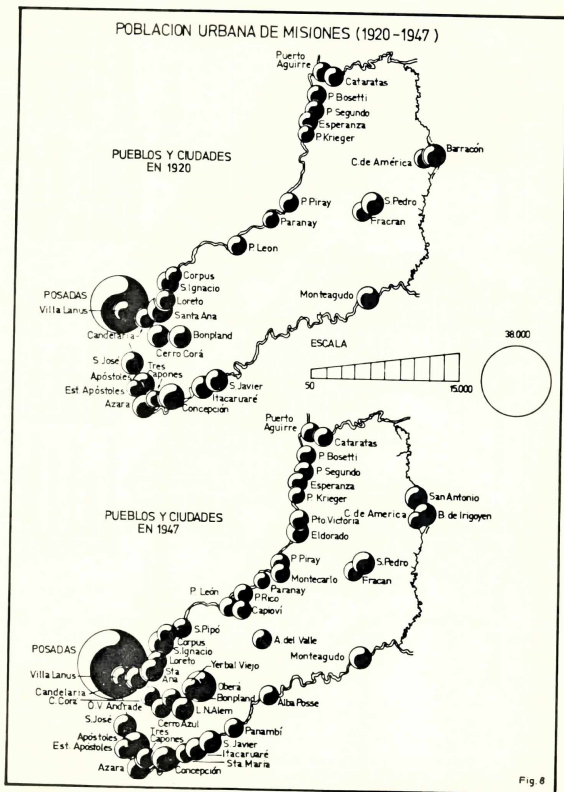 POBLACION URBANA DE MISIONES (1920-1947)
Puerto
Aguirre
Cataratas
P. Bosetti
P. Segundo
Esperanza
P. Krieger
PUEBLOS Y CIUDADES
EN 1920
Barracón
C. de América
P. Piray
S. Pedro
Paranay
Fracran
P. Leon
Corpus
S. Ignacio
POSADAS
Loreto
Villa Lanus
Santa Ana
Monteagudo
Candelaria
Bonpland
Cerro Corá
ESCALA
38.000
50
15.000
S. José
Tres
Apóstoles
Capones
Est. Apóstoles
S. Javier
Itacaruaré
Azara
Concepción
Puerto
Aguirre
Cataratas
P. Bosetti
P. Segundo
Esperanza
P. Krieger
PUEBLOS Y CIUDADES
EN 1947
San Antonio
C. de America
B. de Irigoyen
Pto Victoria
Eldorado
P. Piray
S. Pedro
Montecarlo
Fracan
Paranay
P. León
P. Rico
Capioví
S. Pipó
Corpus
S. Ignacio
A. del Valle
POSADAS
Loreto
Yerbal Viejo
Monteagudo
Villa Lanus
Sta
Ana
Oberá
Candelaria
Bonpland
C. Corá
Alba Posse
O. V. Andrade
L. N. Alem
S. José
Cerro Azul
Tres
Panambí
Apóstoles
Capones
Est. Apóstoles
S. Javier
Itacaruaré
Azara
Concepción
Sta Maria
Fig. 6